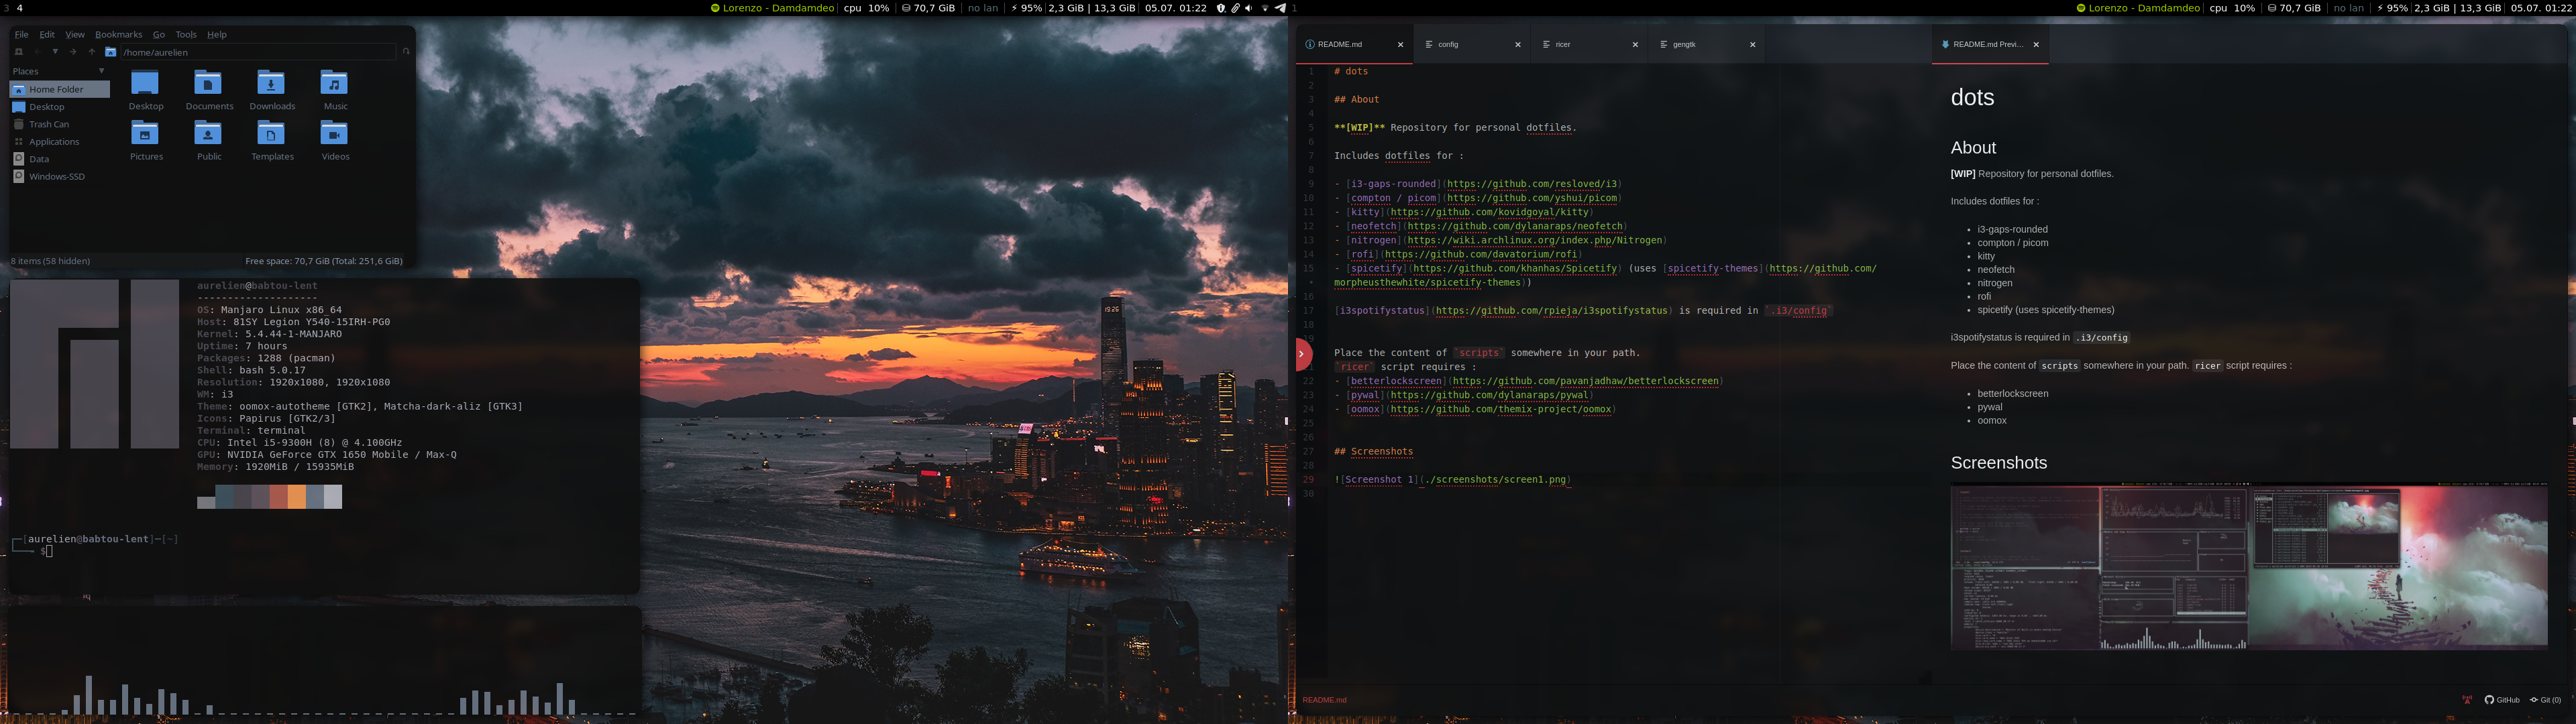 3 4
Lorenzo - Damdamdeo cpu 10% 70,7 GiB no lan ⚡ 95% 2,3 GiB | 13,3 GiB 05.07. 01:22
File Edit View Bookmarks Go Tools Help
/home/aurelien
Places
Home Folder
Desktop
Trash Can
Applications
Data
Windows-SSD
Desktop Documents Downloads Music
Pictures Public Templates Videos
8 items (58 hidden) Free space: 70,7 GiB (Total: 251,6 GiB)
aurelien@babtou-lent
--------------------
OS: Manjaro Linux x86_64
Host: 81SY Legion Y540-15IRH-PG0
Kernel: 5.4.44-1-MANJARO
Uptime: 7 hours
Packages: 1288 (pacman)
Shell: bash 5.0.17
Resolution: 1920x1080, 1920x1080
WM: i3
Theme: oomox-autotheme [GTK2], Matcha-dark-aliz [GTK3]
Icons: Papirus [GTK2/3]
Terminal: terminal
CPU: Intel i5-9300H (8) @ 4.100GHz
GPU: NVIDIA GeForce GTX 1650 Mobile / Max-Q
Memory: 1920MiB / 15935MiB
┌─[aurelien@babtou-lent]─[~]
└──╼ $
19:26
1
Lorenzo - Damdamdeo cpu 10% 70,7 GiB no lan ⚡ 95% 2,3 GiB | 13,3 GiB 05.07. 01:22
README.md × config × ricer × gengtk ×
1 # dots
2
3 ## About
4
5 **[WIP]** Repository for personal dotfiles.
6
7 Includes dotfiles for :
8
9 - [i3-gaps-rounded](https://github.com/resloved/i3)
10 - [compton / picom](https://github.com/yshui/picom)
11 - [kitty](https://github.com/kovidgoyal/kitty)
12 - [neofetch](https://github.com/dylanaraps/neofetch)
13 - [nitrogen](https://wiki.archlinux.org/index.php/Nitrogen)
14 - [rofi](https://github.com/davatorium/rofi)
15 - [spicetify](https://github.com/khanhas/Spicetify) (uses [spicetify-themes](https://github.com/
• morpheusthewhite/spicetify-themes))
16
17 [i3spotifystatus](https://github.com/rpieja/i3spotifystatus) is required in `.i3/config`
18
19
Place the content of `scripts` somewhere in your path.
1 `ricer` script requires :
22 - [betterlockscreen](https://github.com/pavanjadhaw/betterlockscreen)
23 - [pywal](https://github.com/dylanaraps/pywal)
24 - [oomox](https://github.com/themix-project/oomox)
25
26
27 ## Screenshots
28
29 ![Screenshot 1](./screenshots/screen1.png)
30
README.md
README.md Previ... ×
dots
About
[WIP] Repository for personal dotfiles.
Includes dotfiles for :
• i3-gaps-rounded
• compton / picom
• kitty
• neofetch
• nitrogen
• rofi
• spicetify (uses spicetify-themes)
i3spotifystatus is required in .i3/config
Place the content of scripts somewhere in your path. ricer script requires :
• betterlockscreen
• pywal
• oomox
Screenshots
GitHub Git (0)